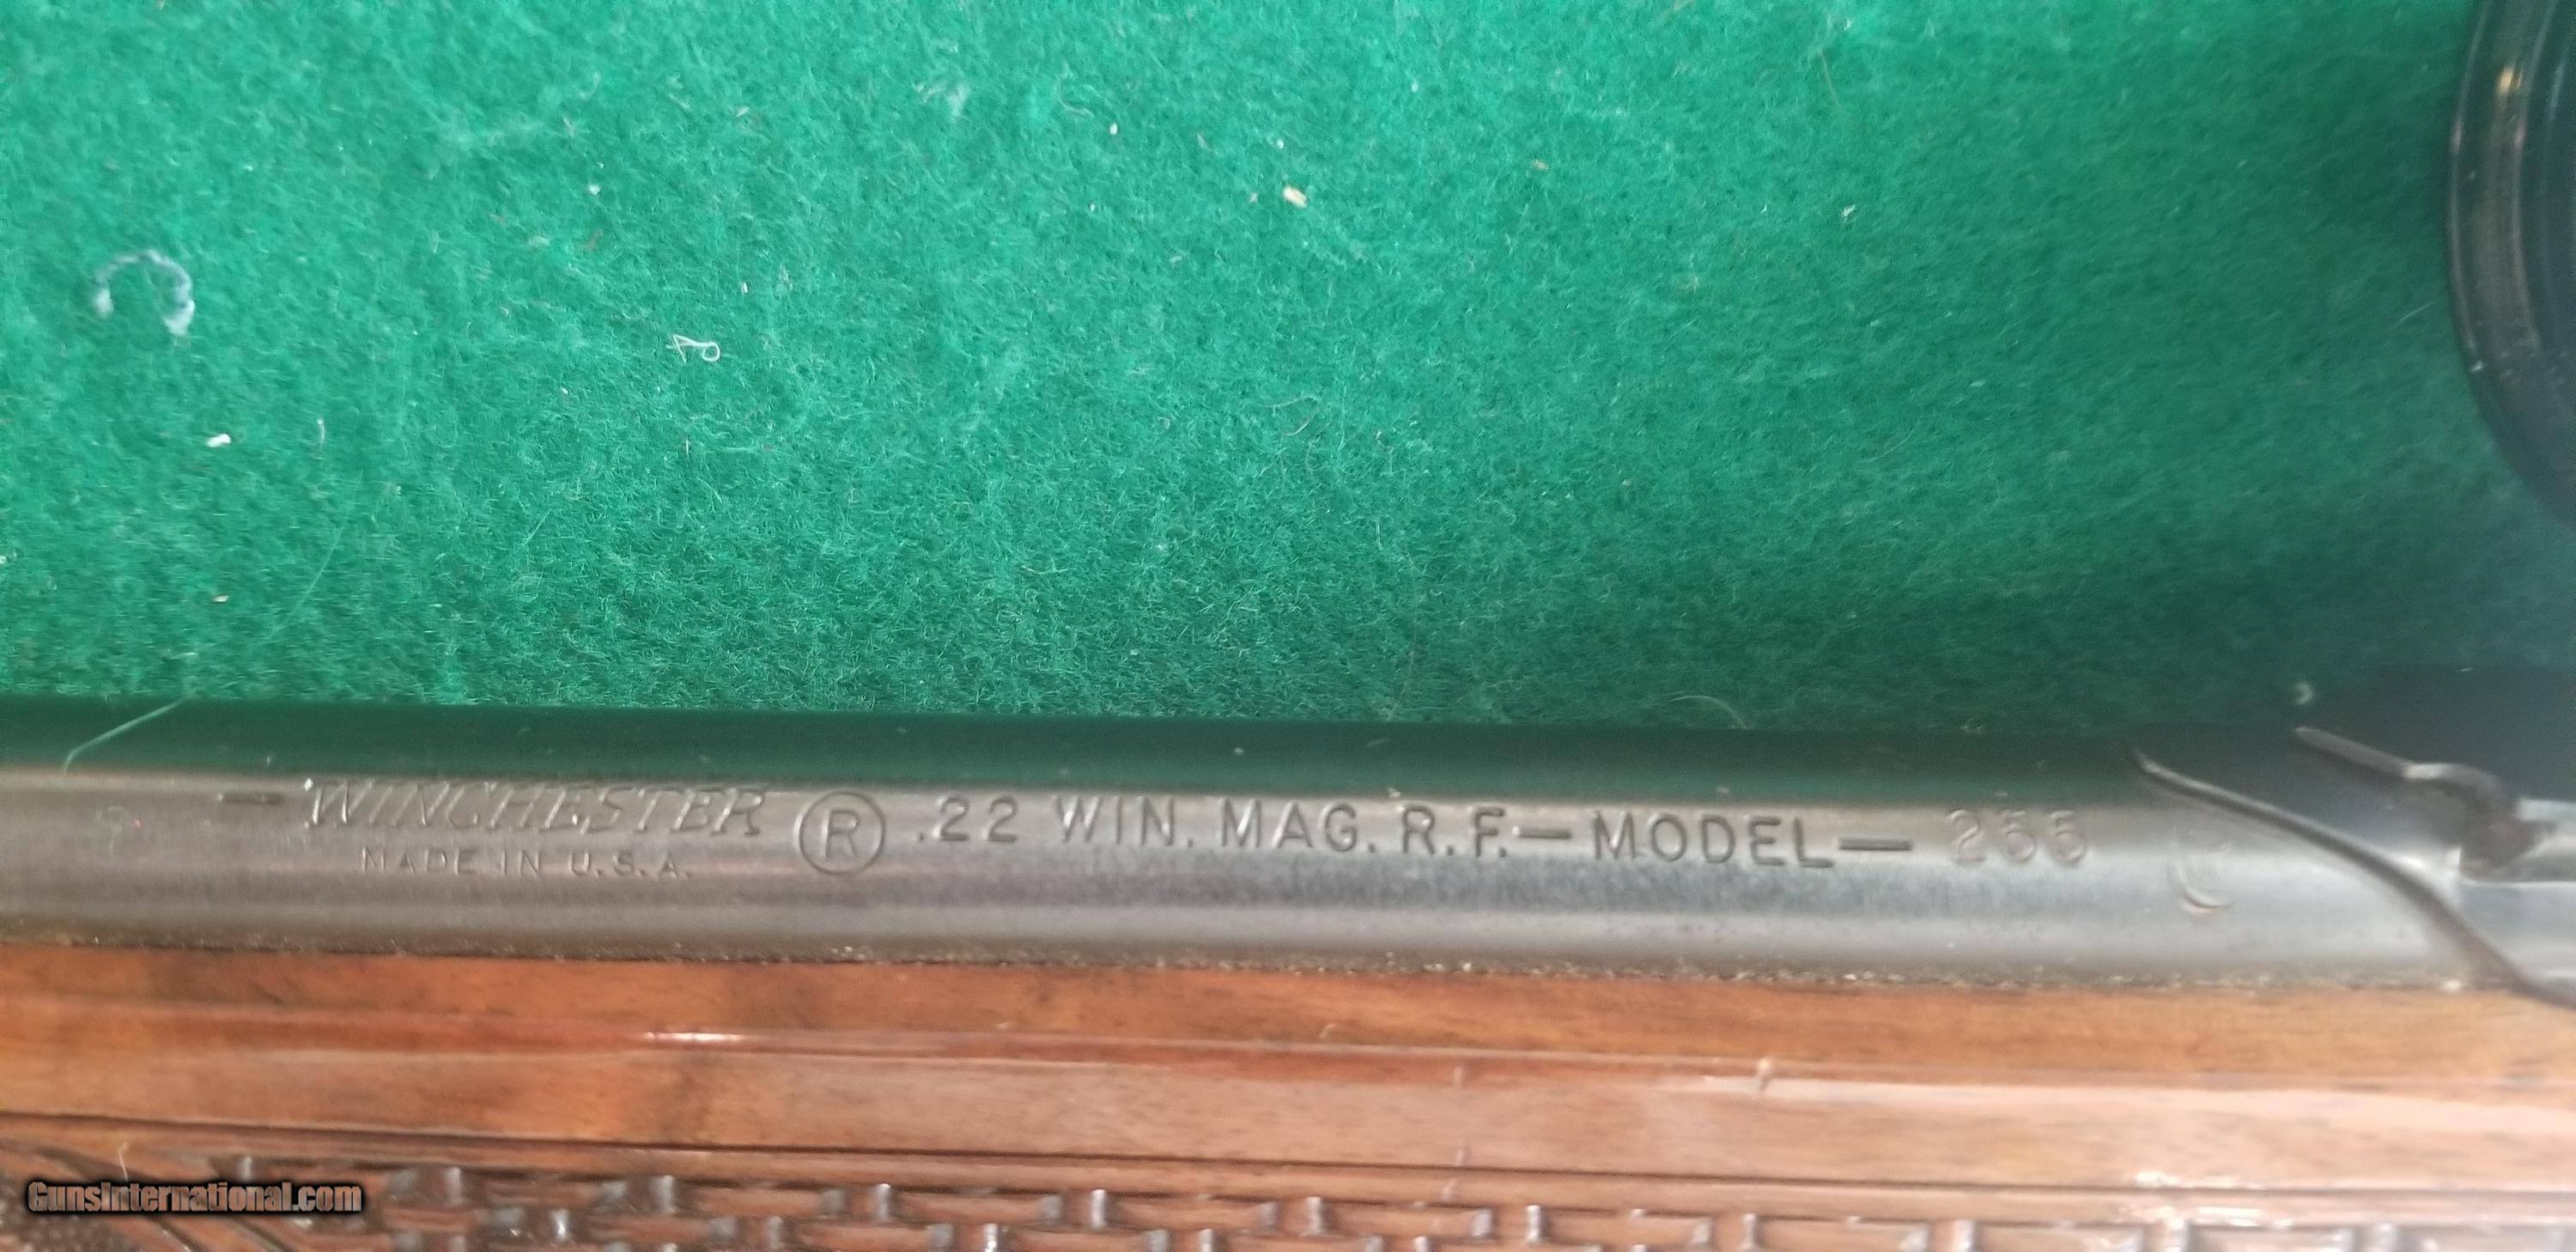 — WINCHESTER ® .22 WIN. MAG. R.F.— MODEL— 255
MADE IN U.S.A.
GunsInternational.com